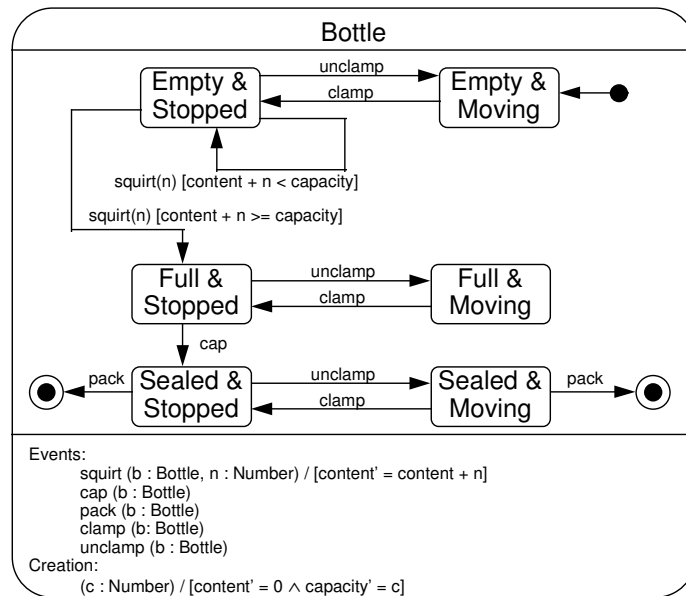 Bottle
Empty &
Stopped
unclamp
clamp
Empty &
Moving
squirt(n) [content + n < capacity]
squirt(n) [content + n >= capacity]
Full &
Stopped
unclamp
clamp
Full &
Moving
cap
pack
Sealed &
Stopped
unclamp
clamp
Sealed &
Moving
pack
Events:
squirt (b : Bottle, n : Number) / [content' = content + n]
cap (b : Bottle)
pack (b : Bottle)
clamp (b: Bottle)
unclamp (b : Bottle)
Creation:
(c : Number) / [content' = 0 ∧ capacity' = c]